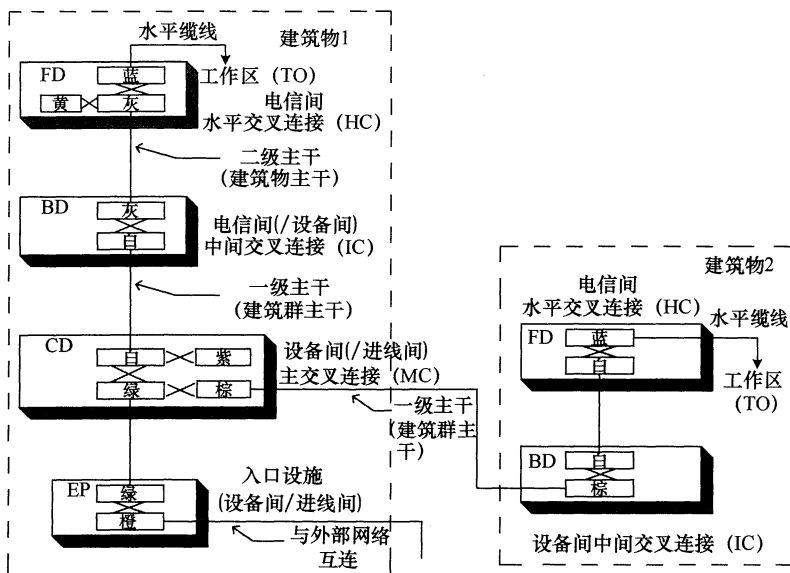 水平缆线
建筑物1
FD
蓝
工作区（TO）
黄
灰
电信间
水平交叉连接（HC）
二级主干
(建筑物主干)
BD
灰
白
电信间(/设备间)
中间交叉连接（IC）
一级主干
(建筑群主干)
CD
白
紫
绿
棕
设备间(/进线间)
主交叉连接（MC）
一级主干
(建筑群主
干)
EP
绿
橙
入口设施
(设备间/进线间)
与外部网络
互连
建筑物2
电信间
水平交叉连接（HC）
FD
蓝
白
水平缆线
工作区
(TO)
BD
白
棕
设备间中间交叉连接（IC）